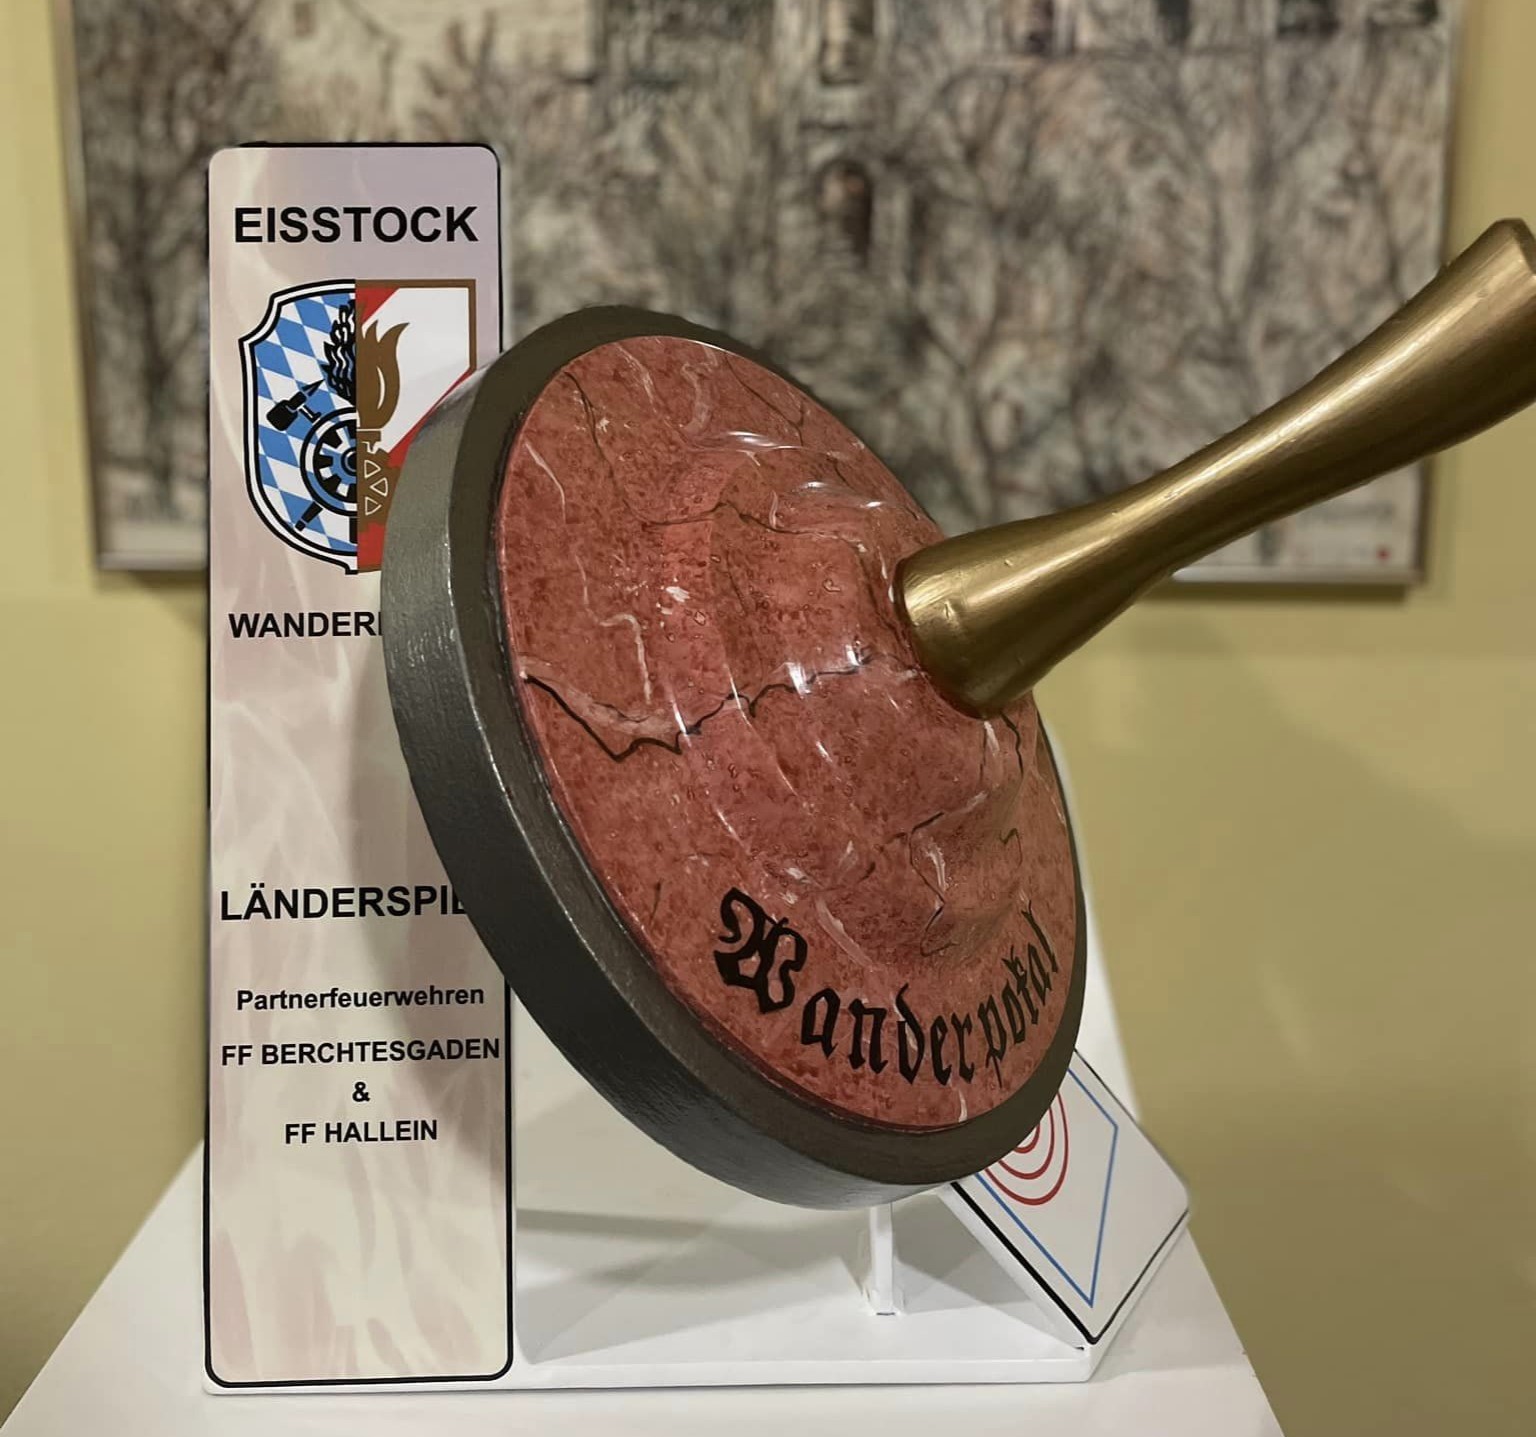 EISSTOCK
WANDER
LÄNDERSPIE
Partnerfeuerwehren
FF BERCHTESGADEN
&
FF HALLEIN
Wanderpokal